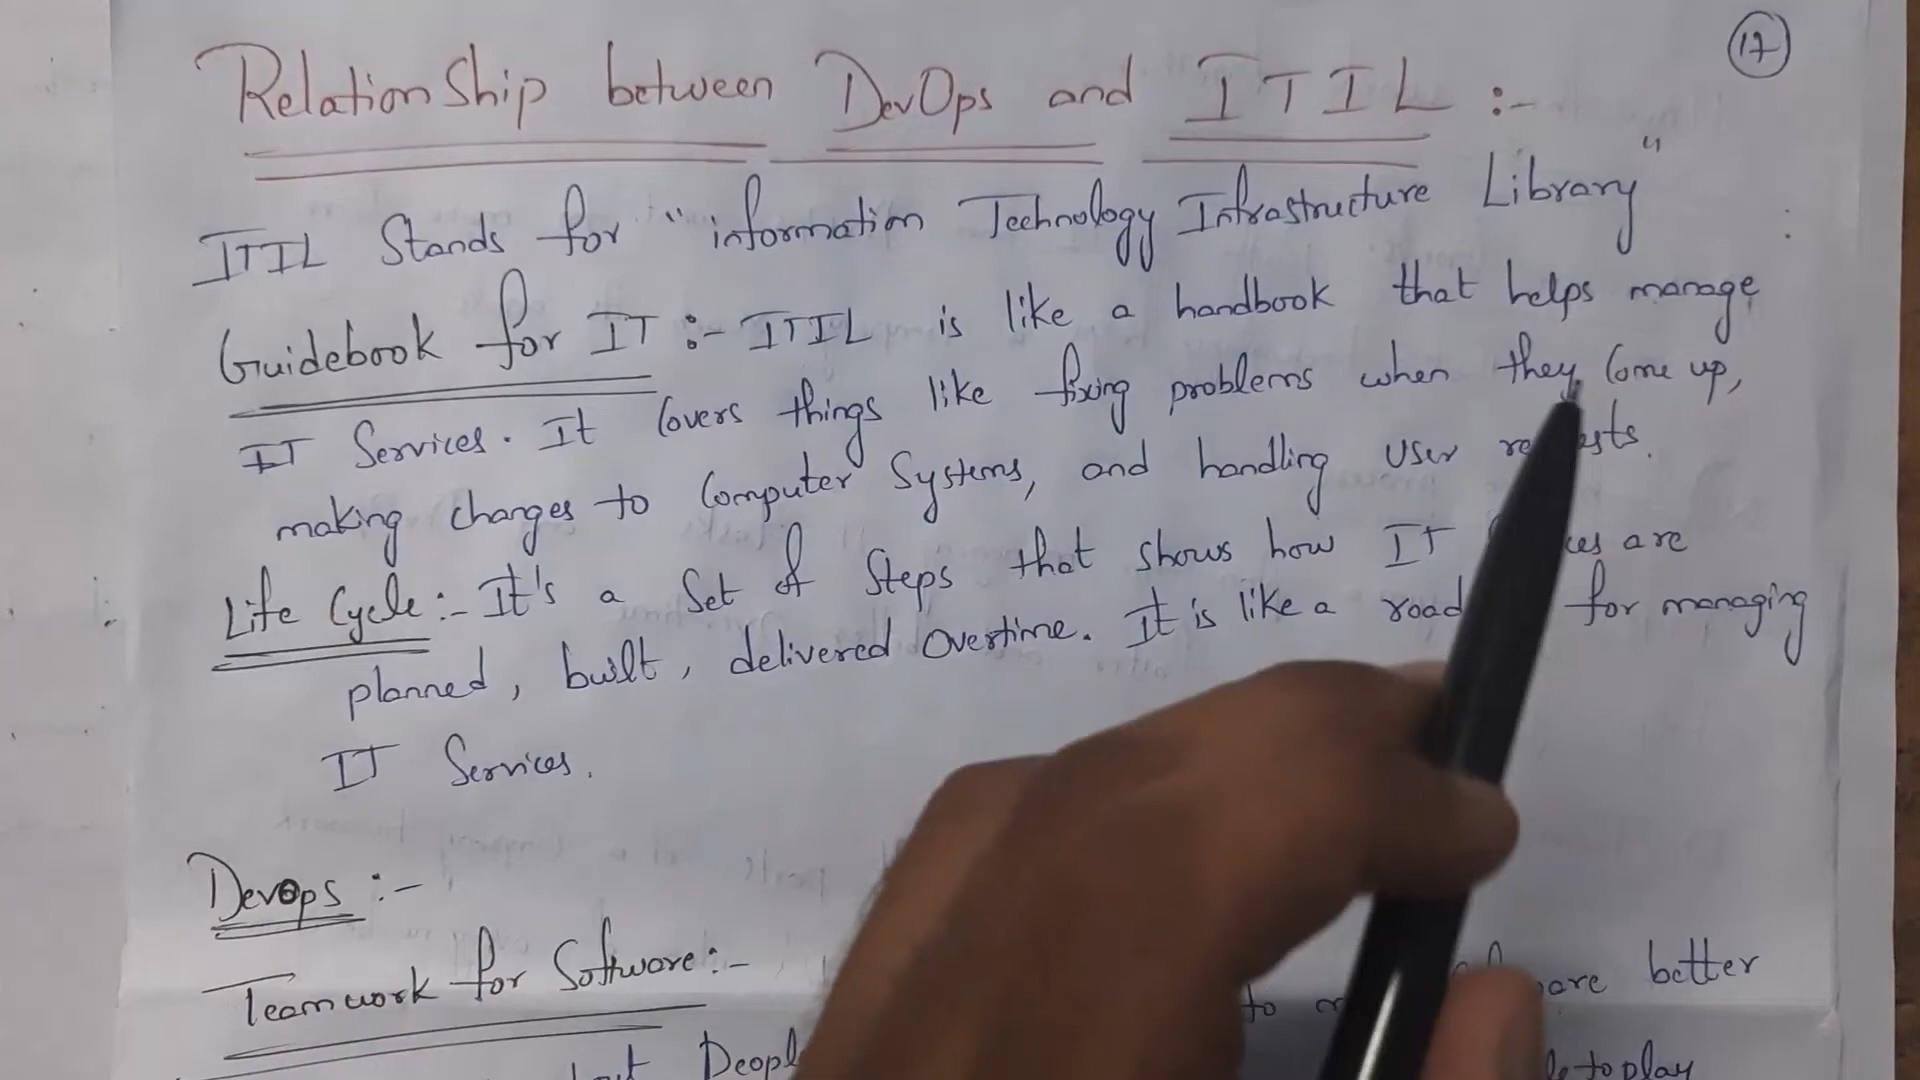 17
Relationship between DevOps and ITIL :-
ITIL Stands for "information Technology Infrastructure Library"
Guidebook for IT :- ITIL is like a handbook that helps manage
IT Services. It Covers things like fixing problems when they Come up,
making changes to Computer Systems, and handling user
Life Cycle :- It's a Set of Steps that shows how IT are
planned, built, delivered overtime. It is like a road for managing
IT Services.
Devops :-
Teamwork for Software :- to better
to play